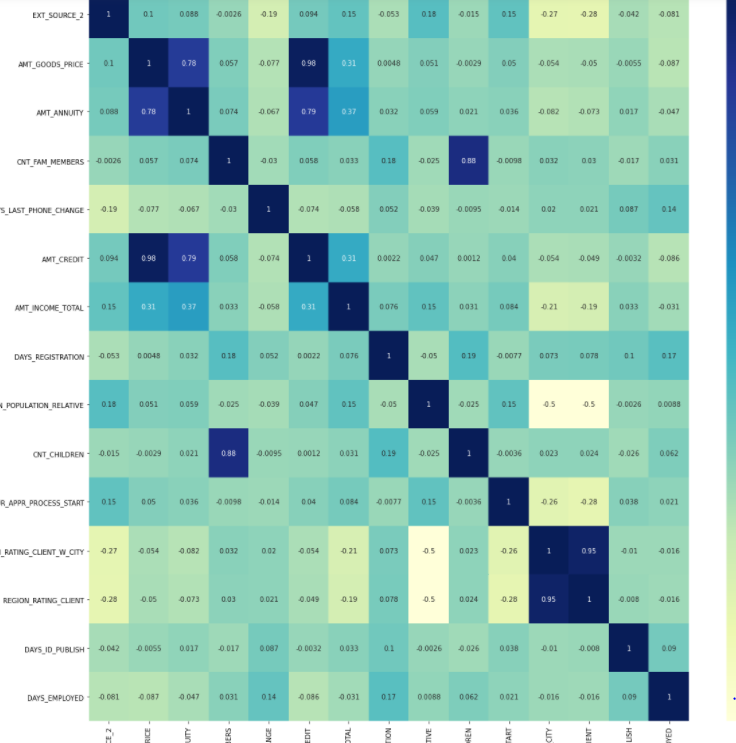 EXT_SOURCE_2 1 0.1 0.088 -0.0026 -0.19 0.094 0.15 -0.053 0.18 -0.015 0.15 -0.27 -0.28 -0.042 -0.081
AMT_GOODS_PRICE 0.1 1 0.78 0.057 -0.077 0.98 0.31 0.0048 0.051 -0.0029 0.05 -0.054 -0.05 -0.0055 -0.087
AMT_ANNUITY 0.088 0.78 1 0.074 -0.067 0.79 0.37 0.032 0.059 0.021 0.036 -0.082 -0.073 0.017 -0.047
CNT_FAM_MEMBERS -0.0026 0.057 0.074 1 -0.03 0.058 0.033 0.18 -0.025 0.88 -0.0098 0.032 0.03 -0.017 0.031
S_LAST_PHONE_CHANGE -0.19 -0.077 -0.067 -0.03 1 -0.074 -0.058 0.052 -0.039 -0.0095 -0.014 0.02 0.021 0.087 0.14
AMT_CREDIT 0.094 0.98 0.79 0.058 -0.074 1 0.31 0.0022 0.047 0.0012 0.04 -0.054 -0.049 -0.0032 -0.086
AMT_INCOME_TOTAL 0.15 0.31 0.37 0.033 -0.058 0.31 1 0.076 0.15 0.031 0.084 -0.21 -0.19 0.033 -0.031
DAYS_REGISTRATION -0.053 0.0048 0.032 0.18 0.052 0.0022 0.076 1 -0.05 0.19 -0.0077 0.073 0.078 0.1 0.17
N_POPULATION_RELATIVE 0.18 0.051 0.059 -0.025 -0.039 0.047 0.15 -0.05 1 -0.025 0.15 -0.5 -0.5 -0.0026 0.0088
CNT_CHILDREN -0.015 -0.0029 0.021 0.88 -0.0095 0.0012 0.031 0.19 -0.025 1 -0.0036 0.023 0.024 -0.026 0.062
R_APPR_PROCESS_START 0.15 0.05 0.036 -0.0098 -0.014 0.04 0.084 -0.0077 0.15 -0.0036 1 -0.26 -0.28 0.038 0.021
_RATING_CLIENT_W_CITY -0.27 -0.054 -0.082 0.032 0.02 -0.054 -0.21 0.073 -0.5 0.023 -0.26 1 0.95 -0.01 -0.016
REGION_RATING_CLIENT -0.28 -0.05 -0.073 0.03 0.021 -0.049 -0.19 0.078 -0.5 0.024 -0.28 0.95 1 -0.008 -0.016
DAYS_ID_PUBLISH -0.042 -0.0055 0.017 -0.017 0.087 -0.0032 0.033 0.1 -0.0026 -0.026 0.038 -0.01 -0.008 1 0.09
DAYS_EMPLOYED -0.081 -0.087 -0.047 0.031 0.14 -0.086 -0.031 0.17 0.0088 0.062 0.021 -0.016 -0.016 0.09 1
CE_2 RICE UITY ERS NGE EDIT OTAL TION TIVE REN TART CITY IENT LISH YED